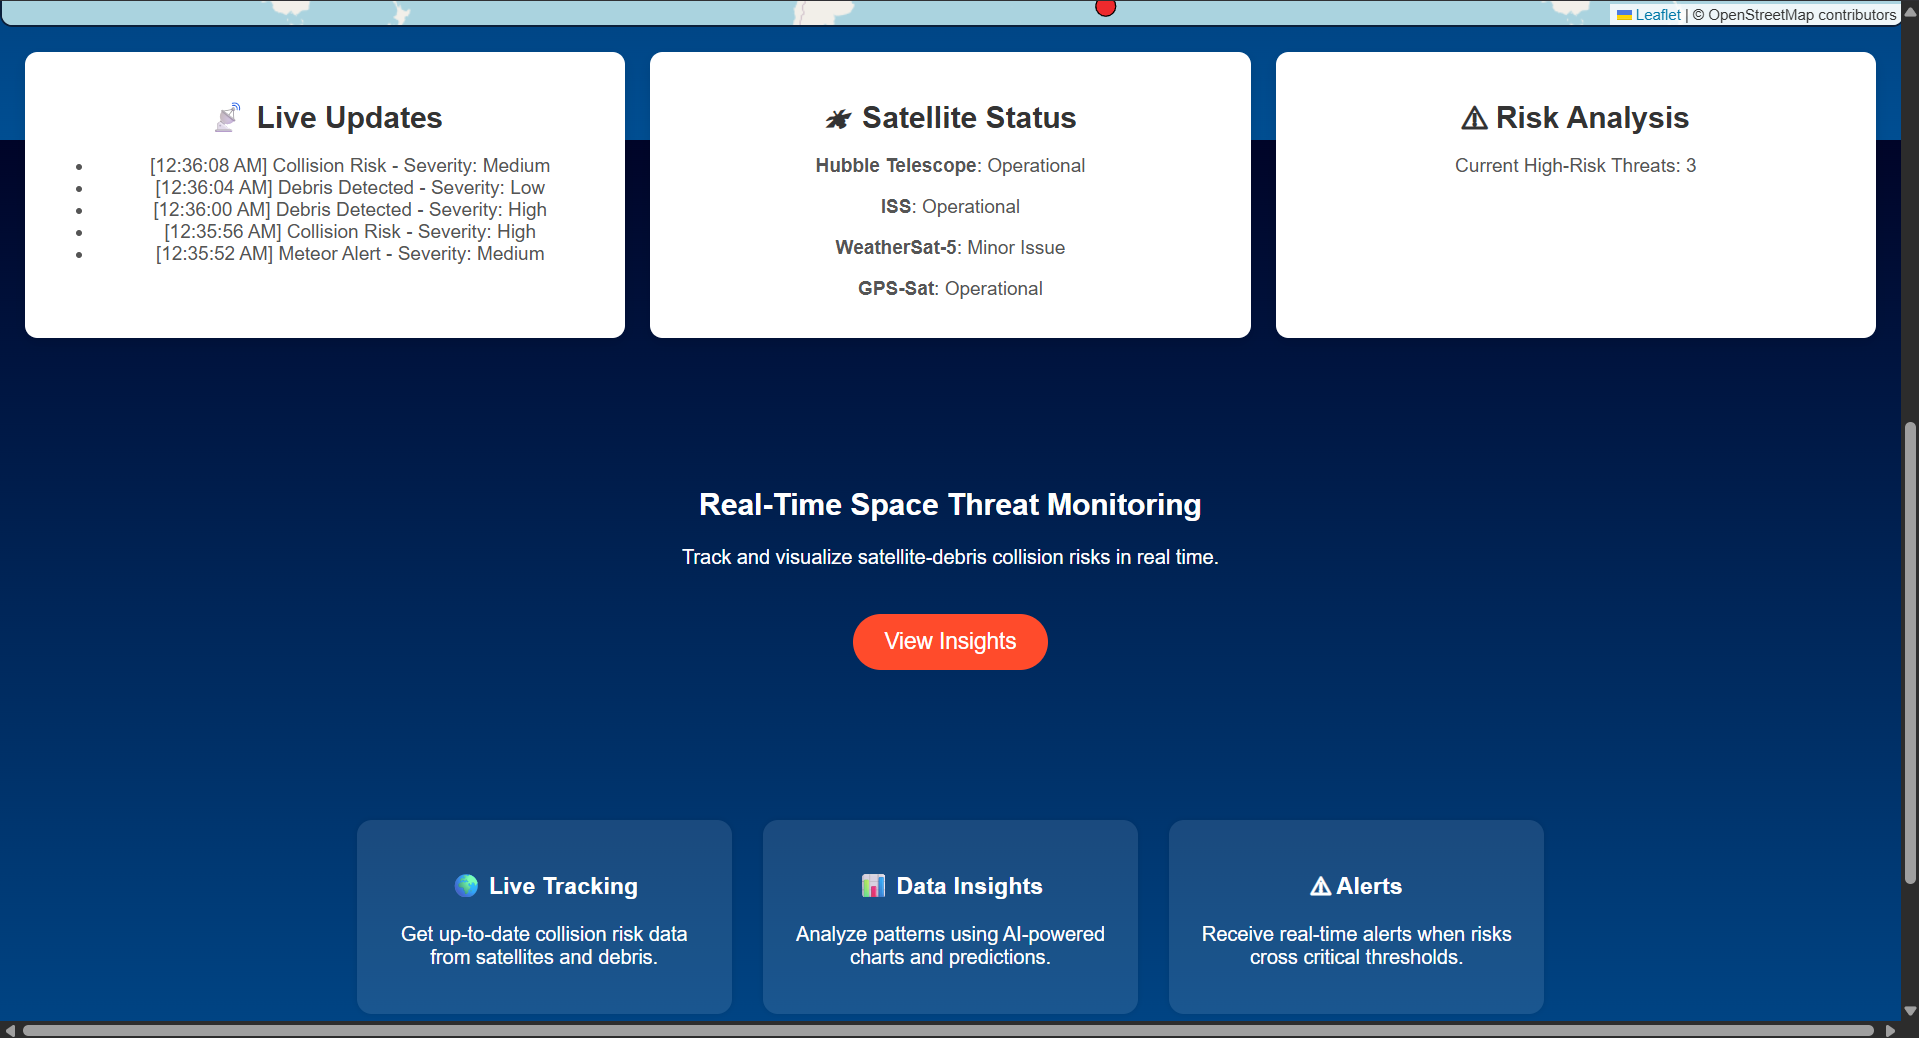 Leaflet | © OpenStreetMap contributors
Live Updates
[12:36:08 AM] Collision Risk - Severity: Medium
[12:36:04 AM] Debris Detected - Severity: Low
[12:36:00 AM] Debris Detected - Severity: High
[12:35:56 AM] Collision Risk - Severity: High
[12:35:52 AM] Meteor Alert - Severity: Medium
Satellite Status
Hubble Telescope: Operational
ISS: Operational
WeatherSat-5: Minor Issue
GPS-Sat: Operational
Risk Analysis
Current High-Risk Threats: 3
Real-Time Space Threat Monitoring
Track and visualize satellite-debris collision risks in real time.
View Insights
Live Tracking
Get up-to-date collision risk data
from satellites and debris.
Data Insights
Analyze patterns using AI-powered
charts and predictions.
Alerts
Receive real-time alerts when risks
cross critical thresholds.